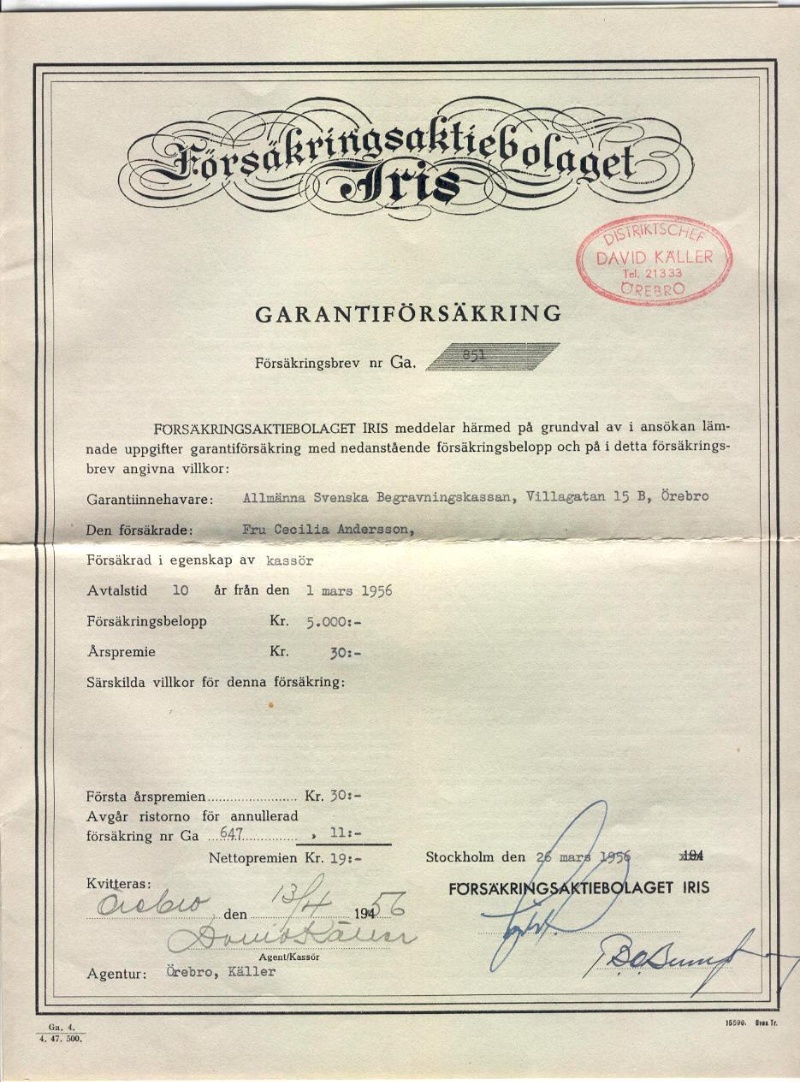 Försäkringsaktiebolaget
Iris
DISTRIKTSCHEF
DAVID KÄLLER
Tel. 21333
ÖREBRO
GARANTIFÖRSÄKRING
Försäkringsbrev nr Ga. 851
FÖRSÄKRINGSAKTIEBOLAGET IRIS meddelar härmed på grundval av i ansökan läm-
nade uppgifter garantiförsäkring med nedanstående försäkringsbelopp och på i detta försäkrings-
brev angivna villkor:
Garantiinnehavare: Allmänna Svenska Begravningskassan, Villagatan 15 B, Örebro
Den försäkrade: Fru Cecilia Andersson,
Försäkrad i egenskap av kassör
Avtalstid 10 år från den 1 mars 1956
Försäkringsbelopp Kr. 5.000:-
Årspremie Kr. 30:-
Särskilda villkor för denna försäkring:
Första årspremien Kr. 30:-
Avgår ristorno för annullerad
försäkring nr Ga 647 , 11:-
Nettopremien Kr. 19:-
Stockholm den 26 mars 1956 194
FÖRSÄKRINGSAKTIEBOLAGET IRIS
Kvitteras:
Örebro den 13/4 194 56
David Käller
Agent/Kassör
Agentur: Örebro, Käller
Ga. 4.
4. 47. 500.
15590. Tr.